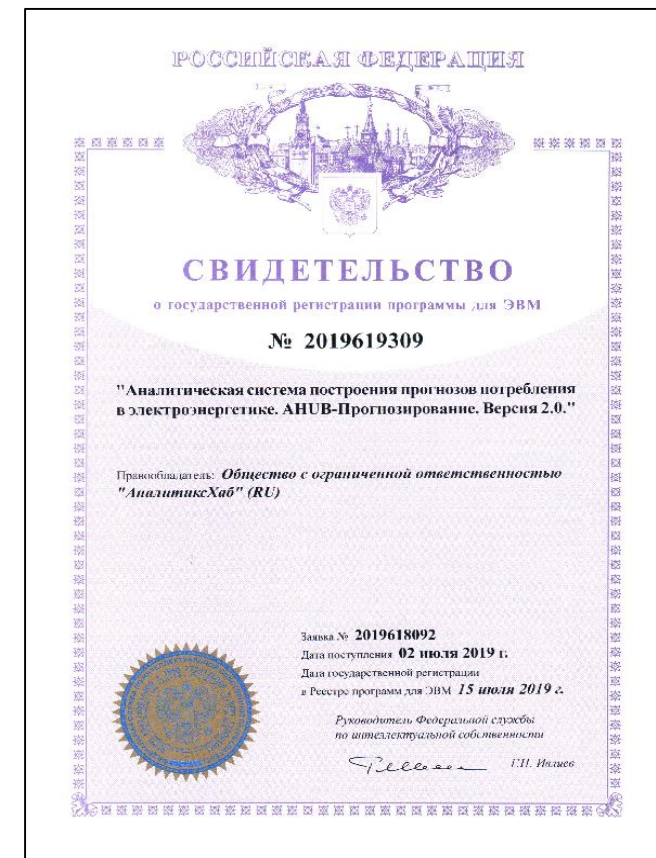 РОССИЙСКАЯ ФЕДЕРАЦИЯ
СВИДЕТЕЛЬСТВО
о государственной регистрации программы для ЭВМ
№ 2019619309
"Аналитическая система построения прогнозов потребления
в электроэнергетике. AHUB-Прогнозирование. Версия 2.0."
Правообладатель: Общество с ограниченной ответственностью
"АналитиксХаб" (RU)
Заявка № 2019618092
Дата поступления 02 июля 2019 г.
Дата государственной регистрации
в Реестре программ для ЭВМ 15 июля 2019 г.
Руководитель Федеральной службы
по интеллектуальной собственности
Г.П. Ивлиев